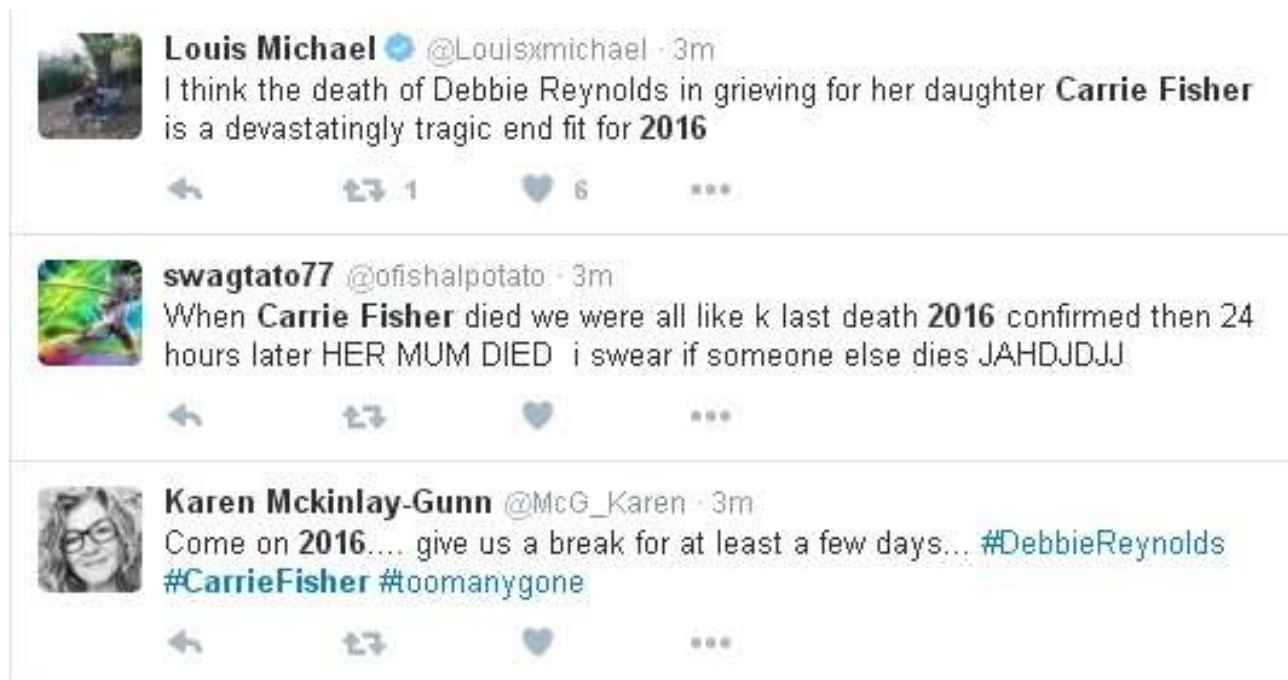 Louis Michael @Louisxmichael · 3m
I think the death of Debbie Reynolds in grieving for her daughter Carrie Fisher
is a devastatingly tragic end fit for 2016
1 6
swagtato77 @ofishalpotato · 3m
When Carrie Fisher died we were all like k last death 2016 confirmed then 24
hours later HER MUM DIED i swear if someone else dies JAHDJDJJ
Karen Mckinlay-Gunn @McG_Karen · 3m
Come on 2016.... give us a break for at least a few days... #DebbieReynolds
#CarrieFisher #toomanygone